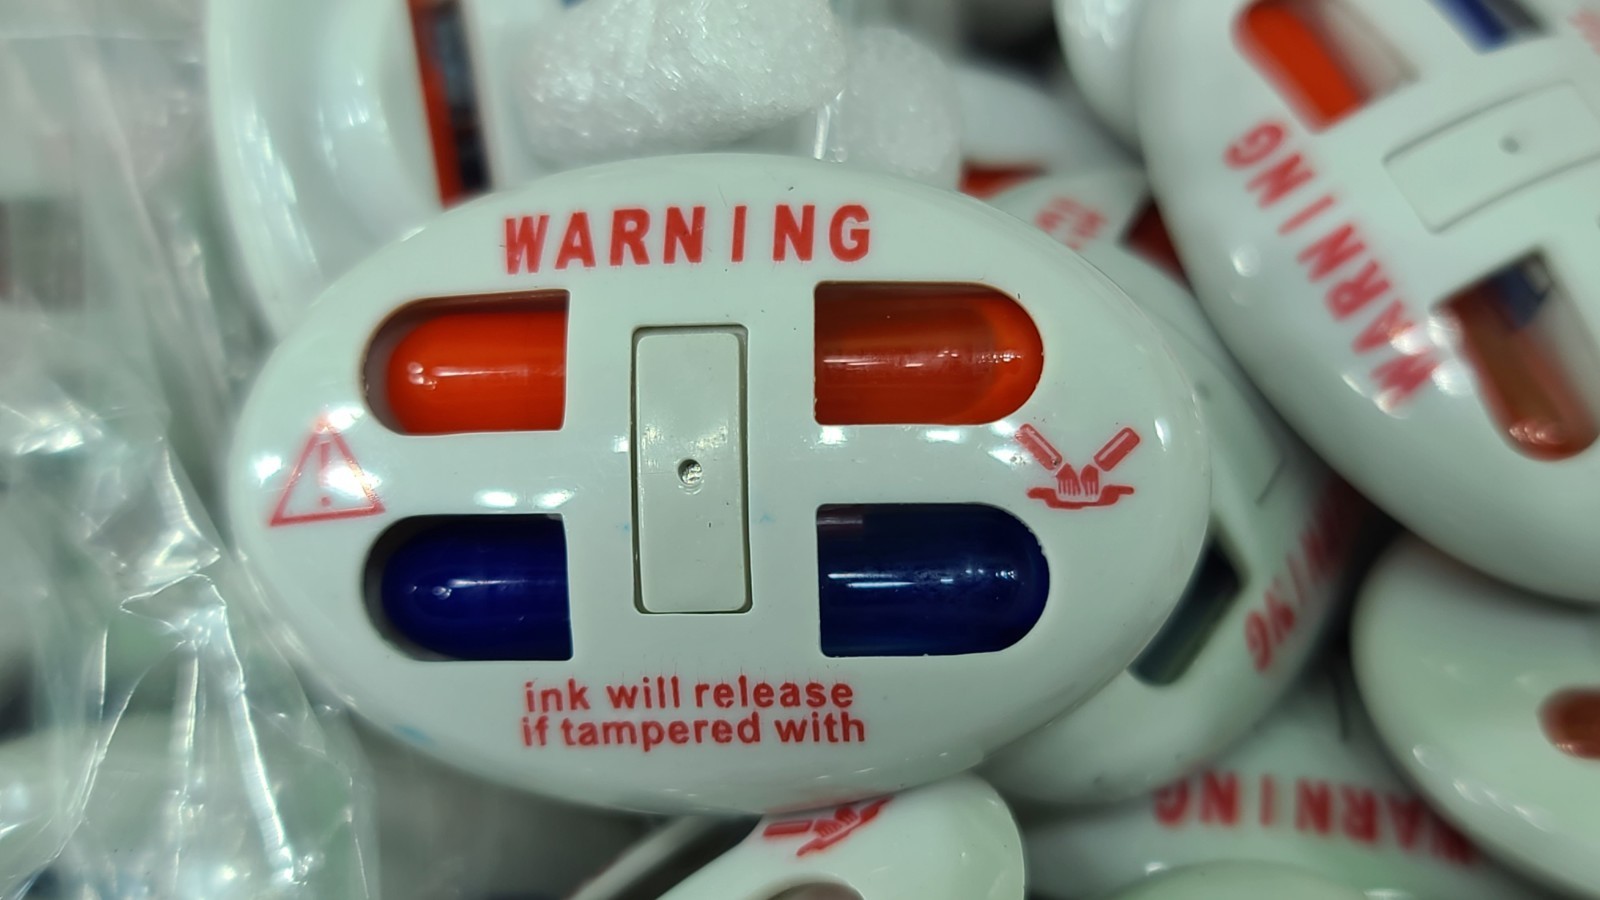 WARNING
ink will release
if tampered with
WARNING
WARNING